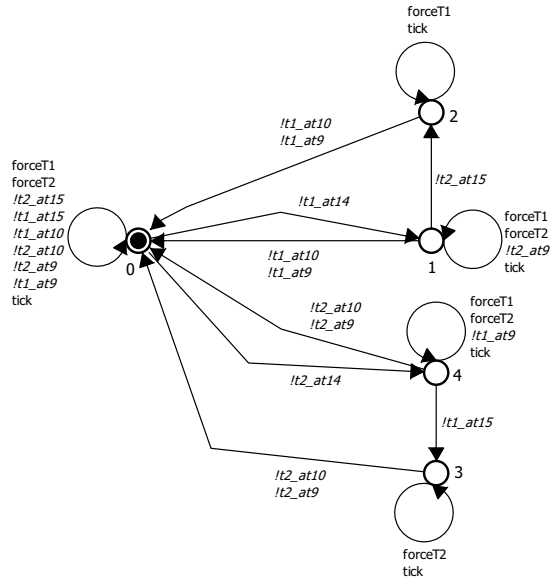 forceT1
tick
2
!t1_at10
!t1_at9
!t2_at15
forceT1
forceT2
!t2_at15
!t1_at15
!t1_at10
!t2_at10
!t2_at9
!t1_at9
tick
0
!t1_at14
!t1_at10
!t1_at9
1
forceT1
forceT2
!t2_at9
tick
!t2_at10
!t2_at9
!t2_at14
forceT1
forceT2
!t1_at9
tick
4
!t1_at15
3
!t2_at10
!t2_at9
forceT2
tick